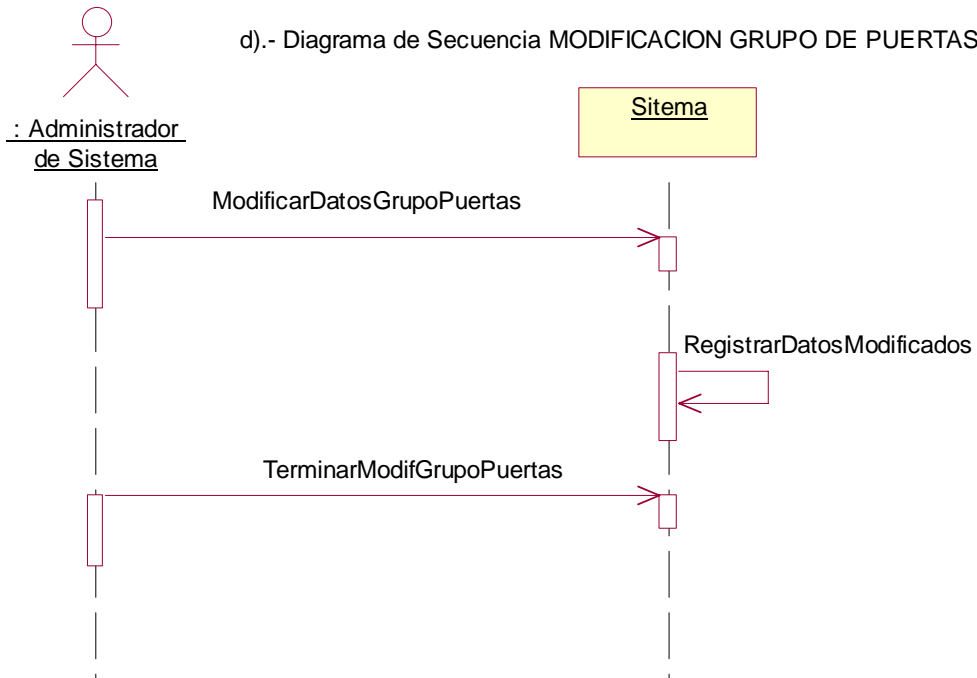 d).- Diagrama de Secuencia MODIFICACION GRUPO DE PUERTAS
Sitema
: Administrador
de Sistema
ModificarDatosGrupoPuertas
RegistrarDatosModificados
TerminarModifGrupoPuertas